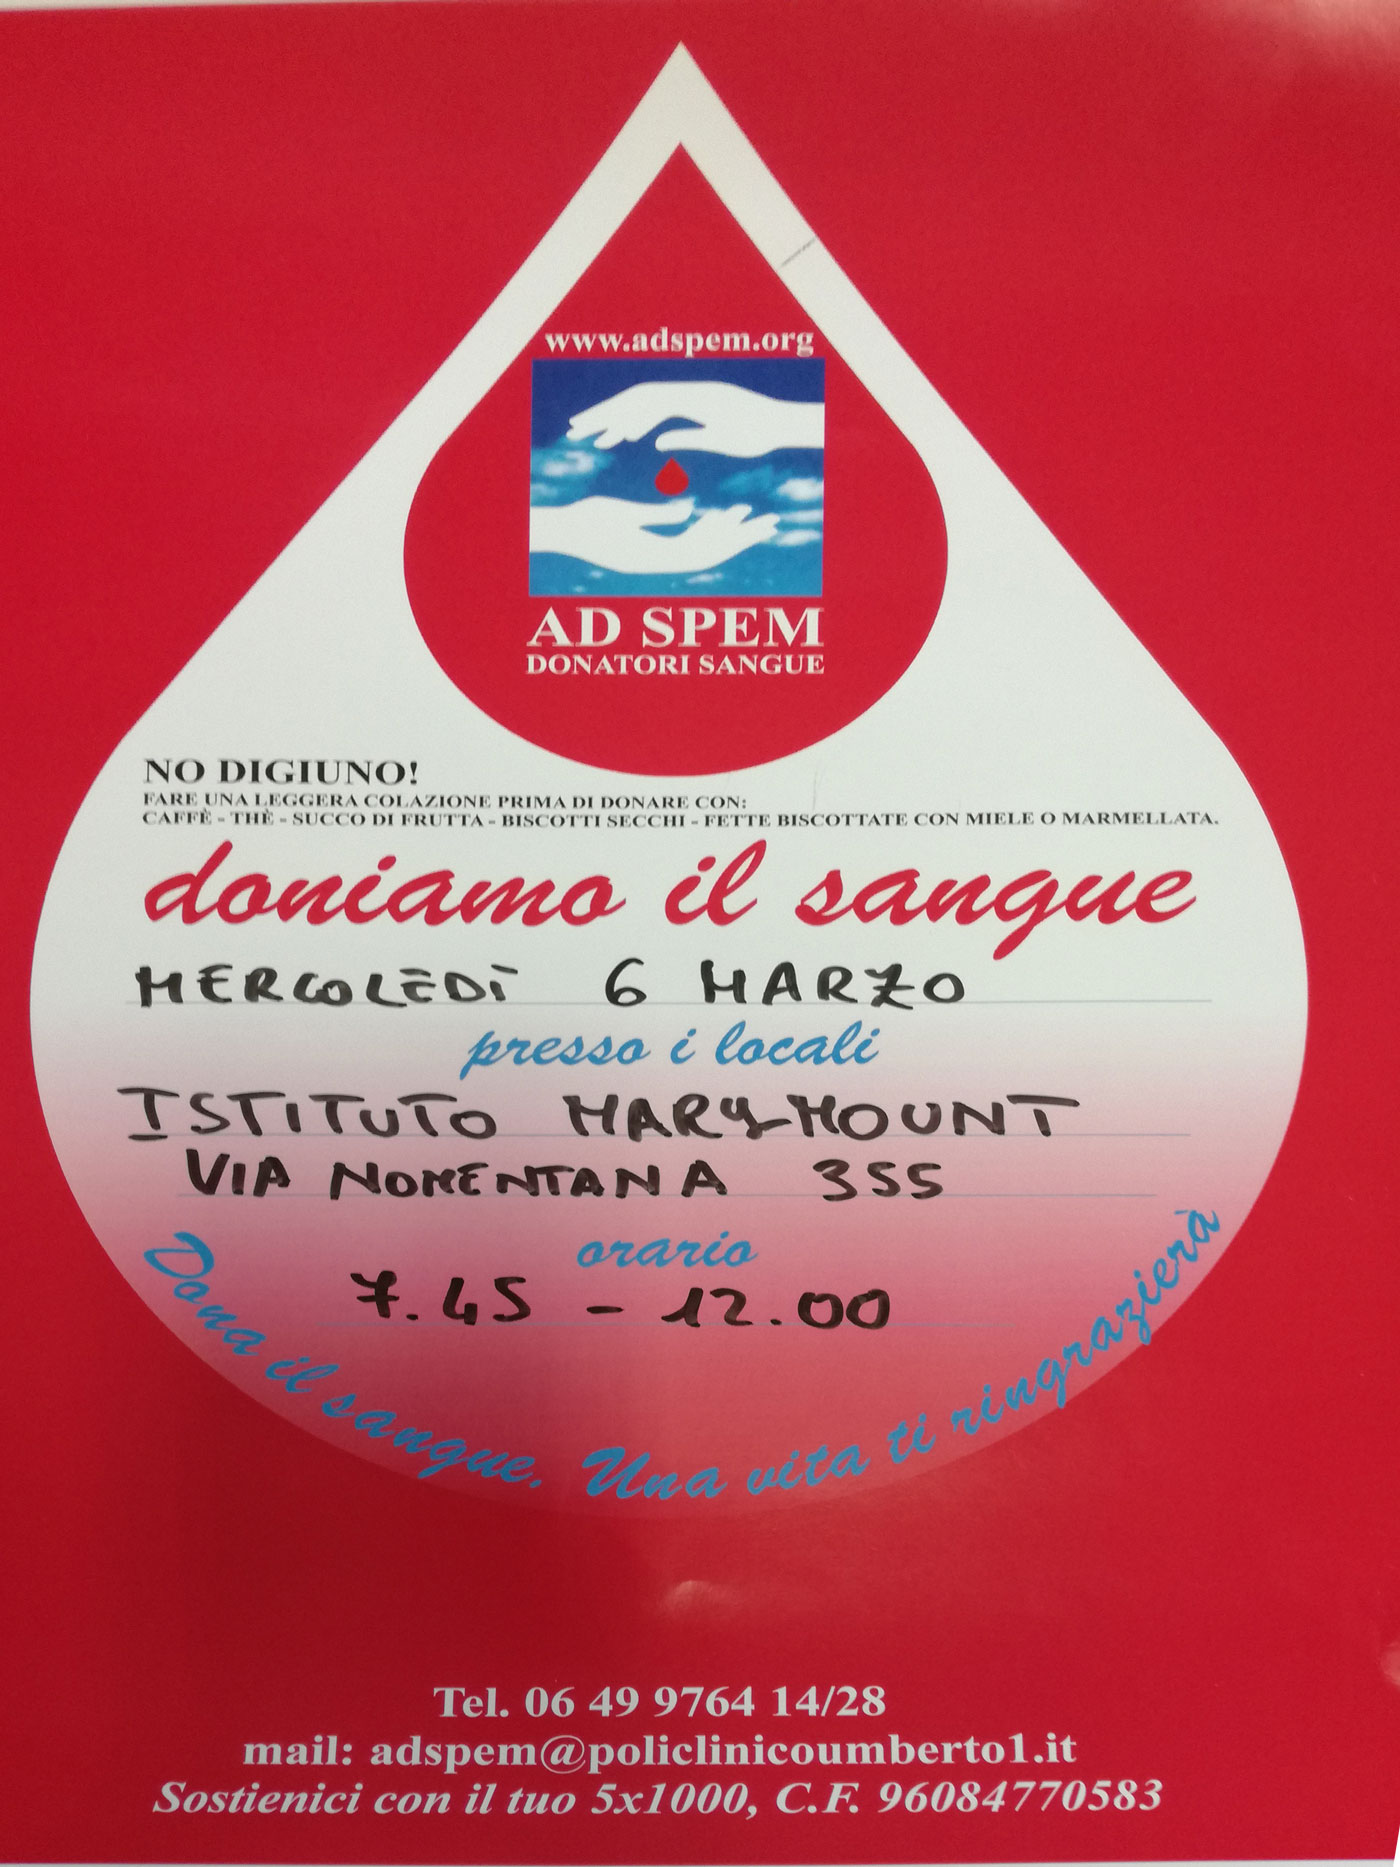 www.adspem.org
AD SPEM
DONATORI SANGUE
NO DIGIUNO!
FARE UNA LEGGERA COLAZIONE PRIMA DI DONARE CON:
CAFFÈ - THÈ - SUCCO DI FRUTTA - BISCOTTI SECCHI - FETTE BISCOTTATE CON MIELE O MARMELLATA.
doniamo il sangue
MERCOLEDÌ 6 MARZO
presso i locali
ISTITUTO MARYMOUNT
VIA NOMENTANA 355
orario
7.45 - 12.00
Dona il sangue. Una vita ti ringrazierà
Tel. 06 49 9764 14/28
mail: adspem@policlinicoumberto1.it
Sostienici con il tuo 5x1000, C.F. 96084770583